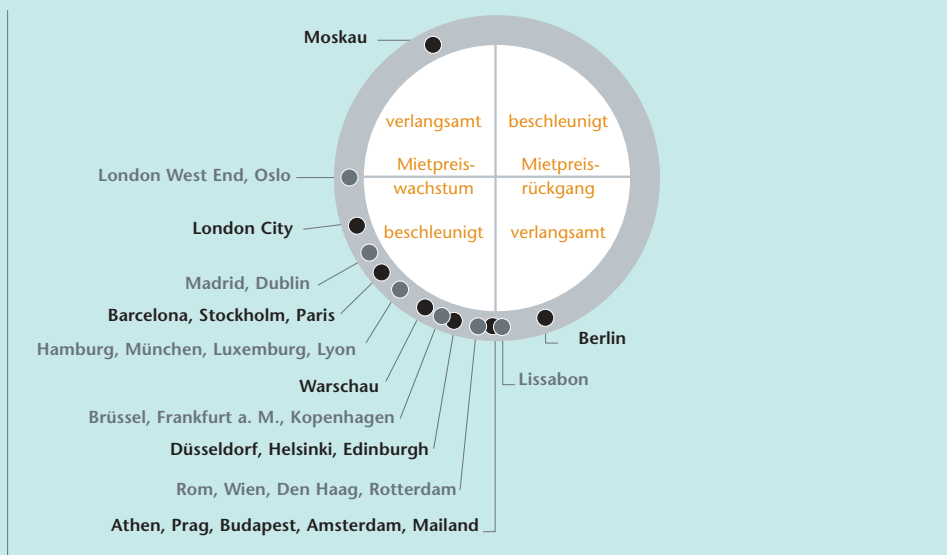 Moskau
verlangsamt
beschleunigt
Mietpreis-
wachstum
Mietpreis-
rückgang
beschleunigt
verlangsamt
London West End, Oslo
London City
Madrid, Dublin
Barcelona, Stockholm, Paris
Hamburg, München, Luxemburg, Lyon
Warschau
Brüssel, Frankfurt a. M., Kopenhagen
Düsseldorf, Helsinki, Edinburgh
Rom, Wien, Den Haag, Rotterdam
Athen, Prag, Budapest, Amsterdam, Mailand
Berlin
Lissabon